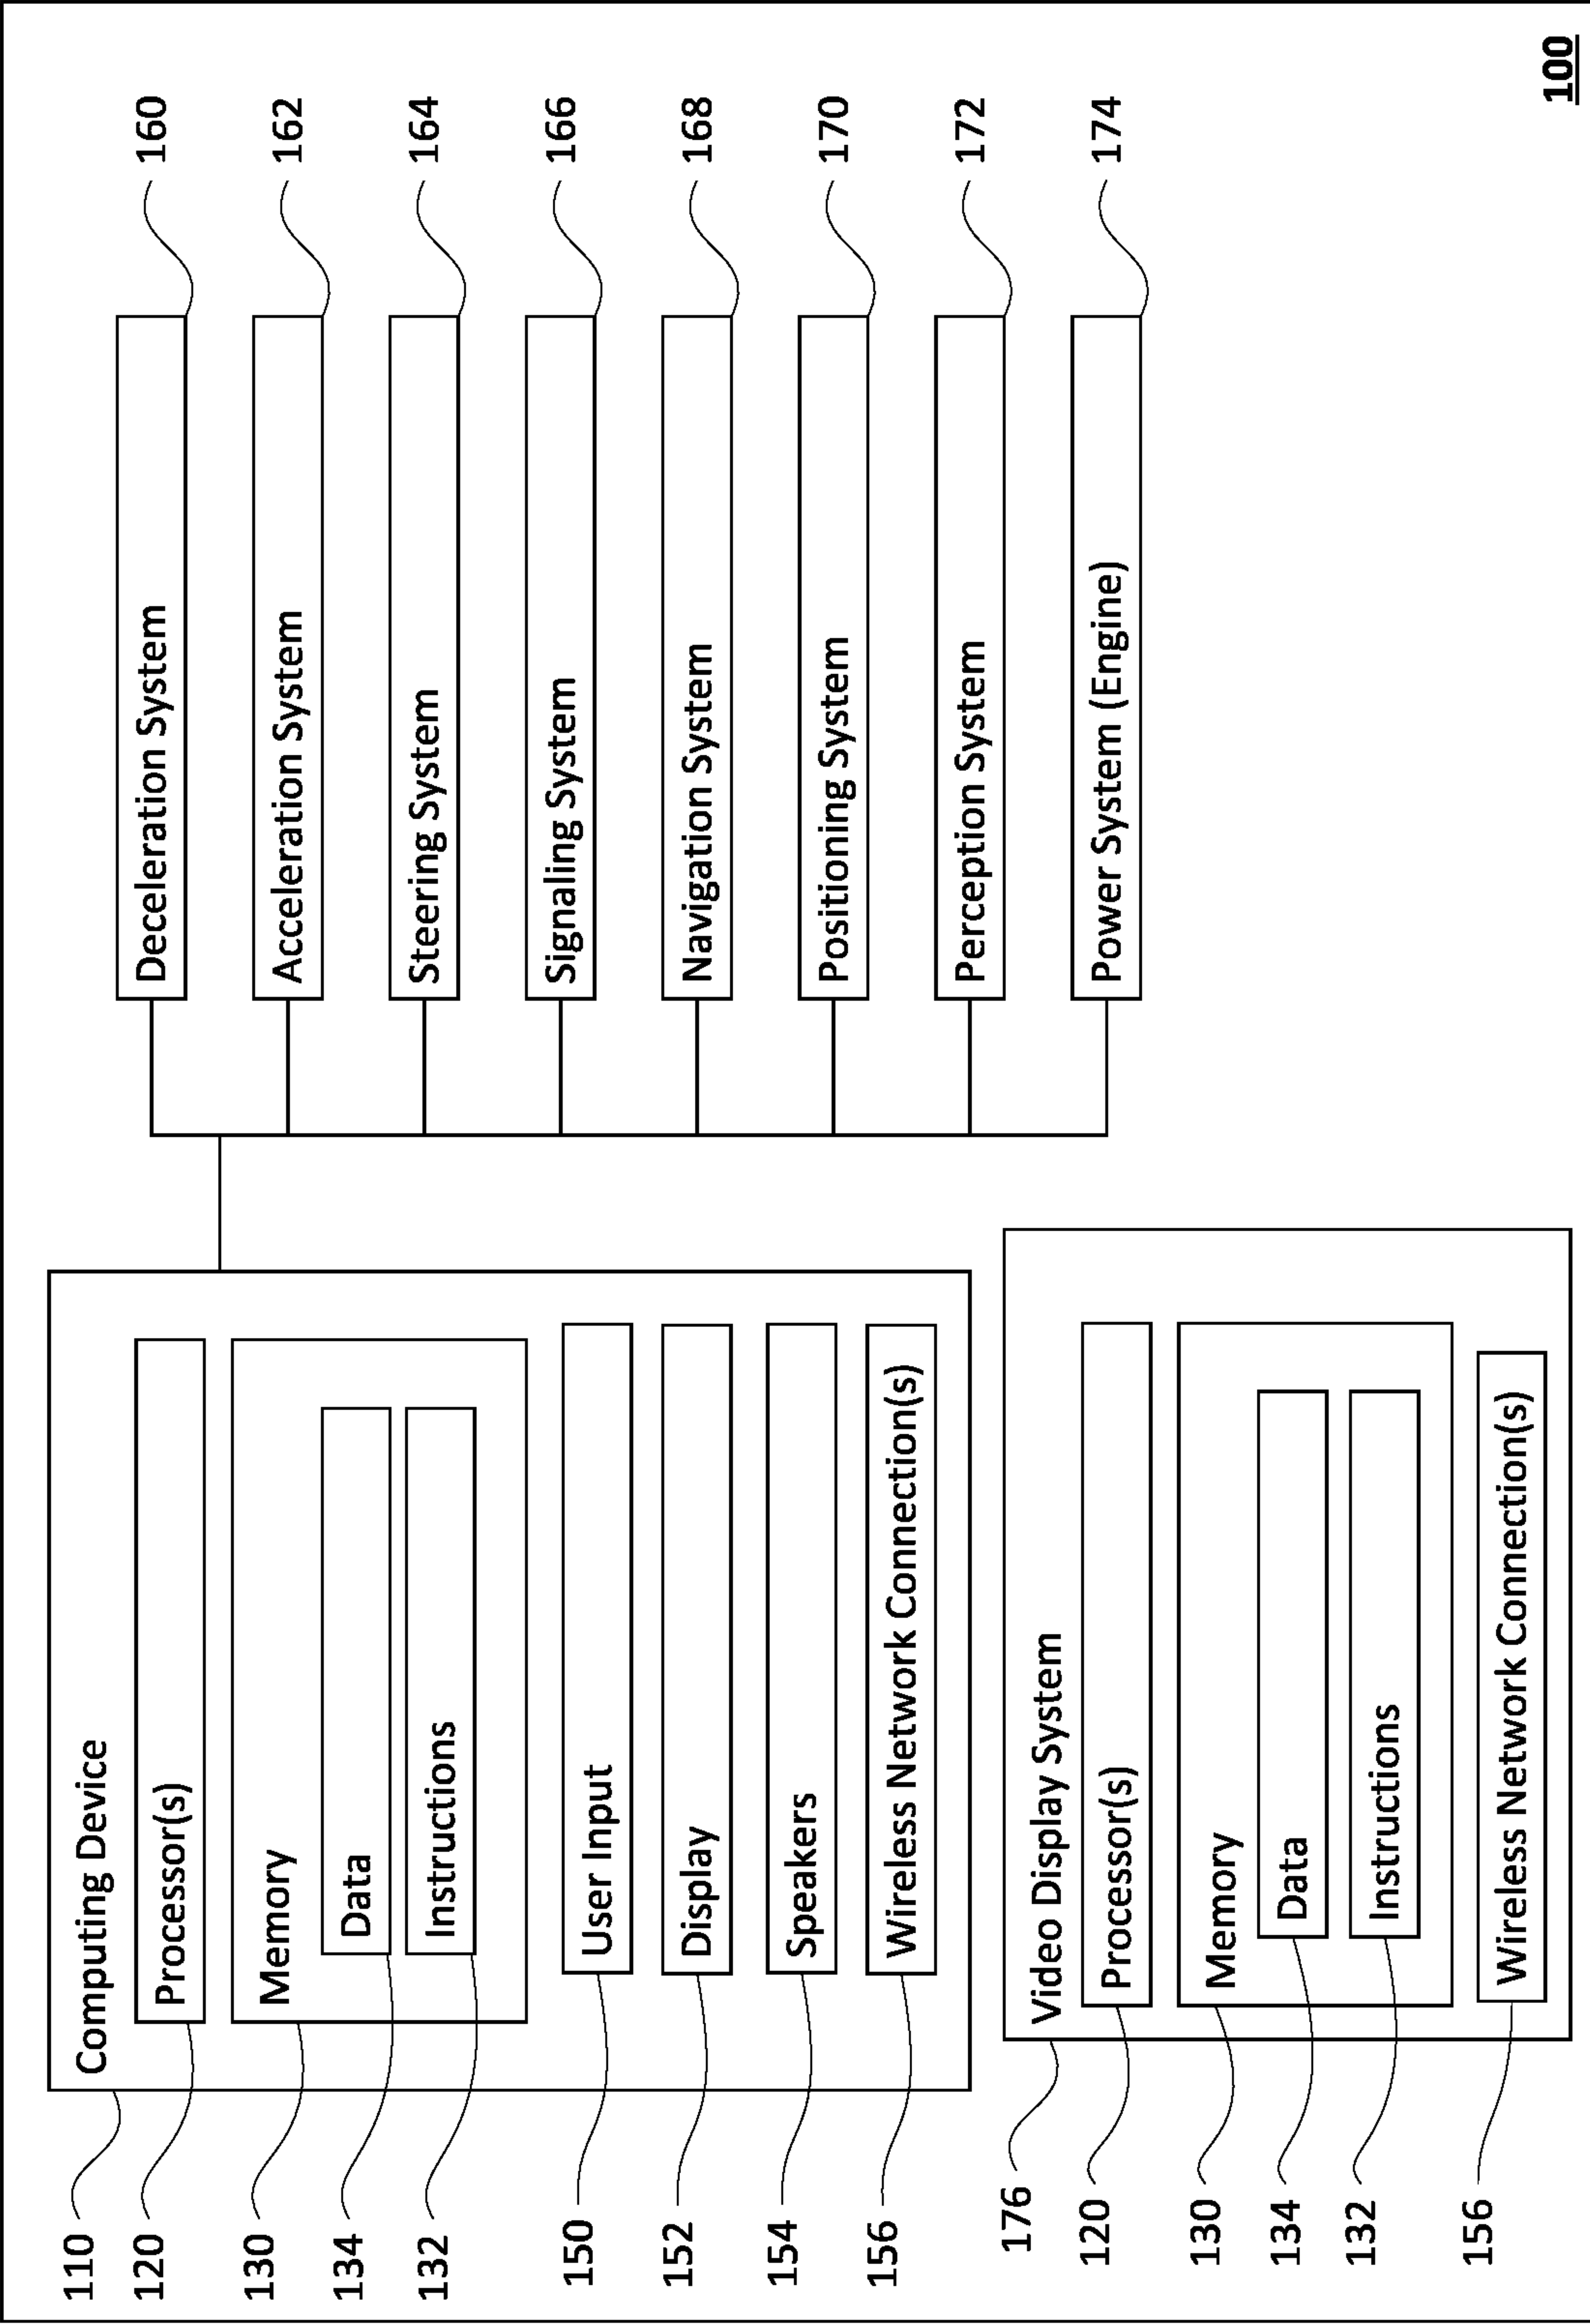 110
Computing Device
120
Processor(s)
130
Memory
134
Data
132
Instructions
150
User Input
152
Display
154
Speakers
156
Wireless Network Connection(s)
176
Video Display System
120
Processor(s)
130
Memory
134
Data
132
Instructions
156
Wireless Network Connection(s)
Deceleration System
160
Acceleration System
162
Steering System
164
Signaling System
166
Navigation System
168
Positioning System
170
Perception System
172
Power System (Engine)
174
100